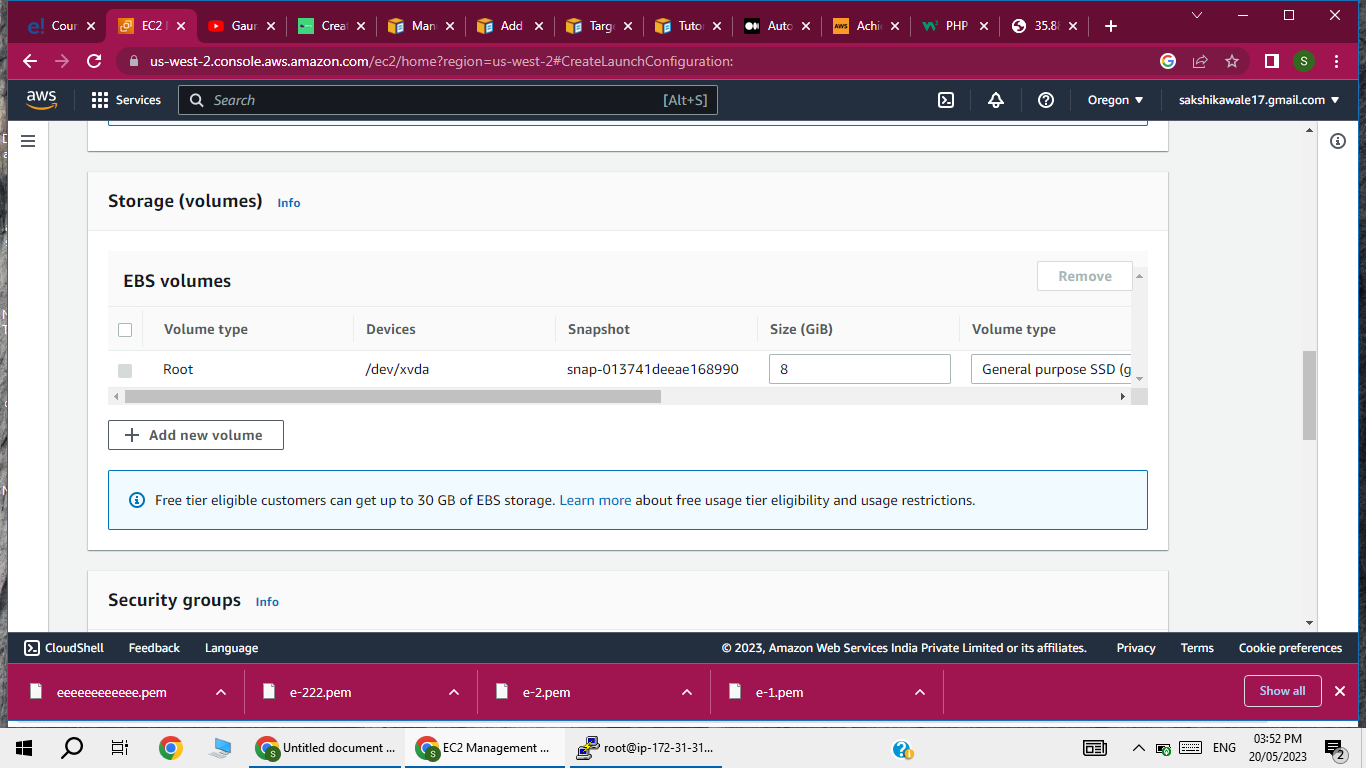 Cour
EC2
Gau
Creat
Man
Add
Targ
Tuto
Auto
Achi
PHP
35.8
us-west-2.console.aws.amazon.com/ec2/home?region=us-west-2#CreateLaunchConfiguration:
S
aws
Services
Search
[Alt+S]
Oregon
sakshikawale17.gmail.com
Storage (volumes)
Info
EBS volumes
Remove
Volume type
Devices
Snapshot
Size (GiB)
Volume type
Root
/dev/xvda
snap-013741deeae168990
8
General purpose SSD (g
Add new volume
Free tier eligible customers can get up to 30 GB of EBS storage. Learn more about free usage tier eligibility and usage restrictions.
Security groups
Info
CloudShell
Feedback
Language
© 2023, Amazon Web Services India Private Limited or its affiliates.
Privacy
Terms
Cookie preferences
eeeeeeeeeeee.pem
e-222.pem
e-2.pem
e-1.pem
Show all
Untitled document ...
EC2 Management ...
root@ip-172-31-31...
ENG
03:52 PM
20/05/2023
2